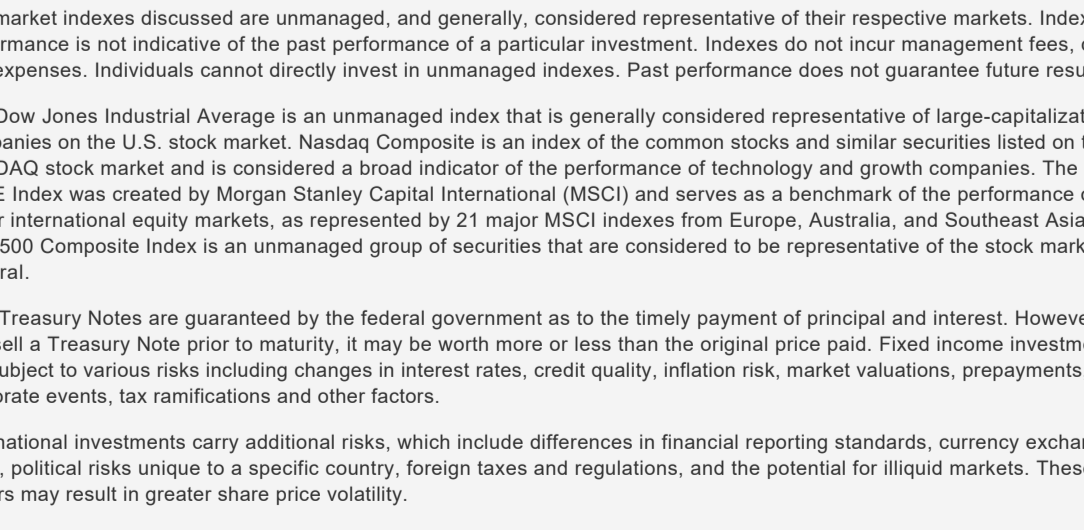 market indexes discussed are unmanaged, and generally, considered representative of their respective markets. Index
rmance is not indicative of the past performance of a particular investment. Indexes do not incur management fees,
expenses. Individuals cannot directly invest in unmanaged indexes. Past performance does not guarantee future resu
Dow Jones Industrial Average is an unmanaged index that is generally considered representative of large-capitalizat
anies on the U.S. stock market. Nasdaq Composite is an index of the common stocks and similar securities listed on t
DAQ stock market and is considered a broad indicator of the performance of technology and growth companies. The
E Index was created by Morgan Stanley Capital International (MSCI) and serves as a benchmark of the performance
r international equity markets, as represented by 21 major MSCI indexes from Europe, Australia, and Southeast Asia
500 Composite Index is an unmanaged group of securities that are considered to be representative of the stock mark
ral.
Treasury Notes are guaranteed by the federal government as to the timely payment of principal and interest. Howeve
sell a Treasury Note prior to maturity, it may be worth more or less than the original price paid. Fixed income investm
ubject to various risks including changes in interest rates, credit quality, inflation risk, market valuations, prepayments
orate events, tax ramifications and other factors.
national investments carry additional risks, which include differences in financial reporting standards, currency exchan
, political risks unique to a specific country, foreign taxes and regulations, and the potential for illiquid markets. These
rs may result in greater share price volatility.